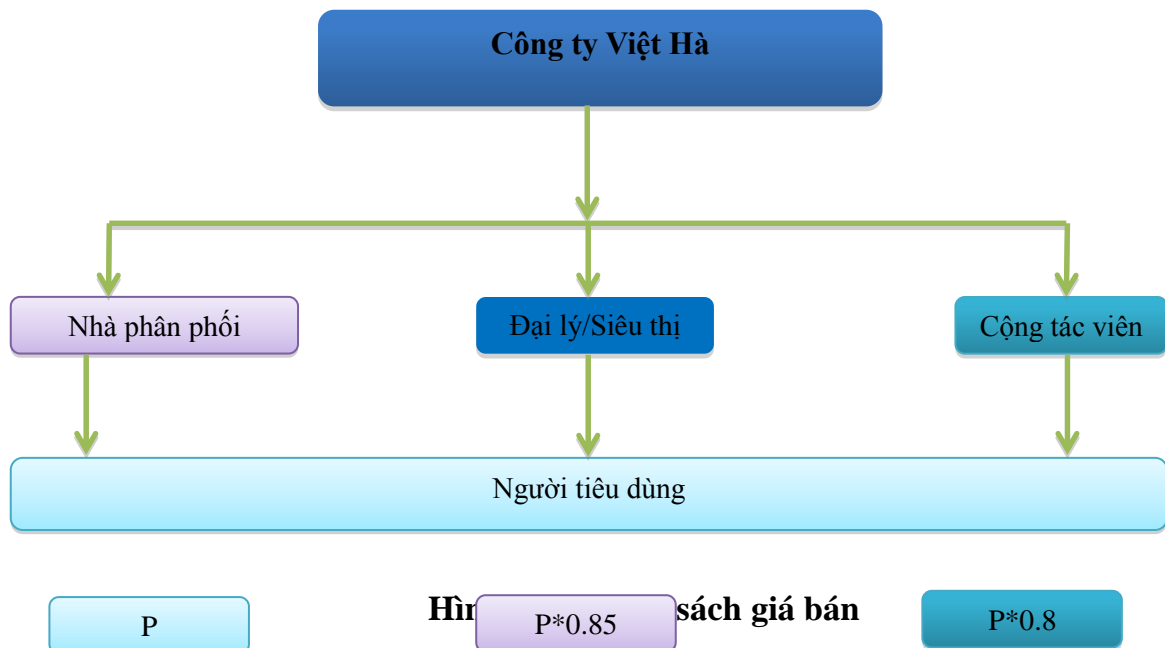 Công ty Việt Hà
Nhà phân phối
Đại lý/Siêu thị
Cộng tác viên
Người tiêu dùng
P
sách giá bán
P*0.85
P*0.8